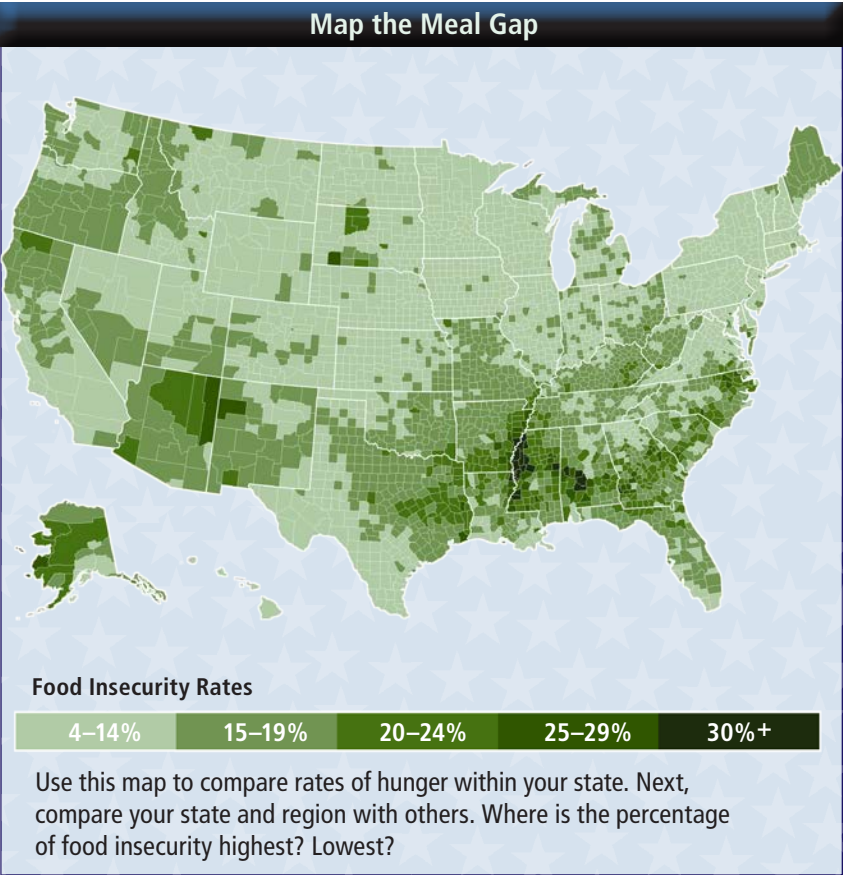 Map the Meal Gap
Food Insecurity Rates
4–14% 15–19% 20–24% 25–29% 30%+
Use this map to compare rates of hunger within your state. Next,
compare your state and region with others. Where is the percentage
of food insecurity highest? Lowest?